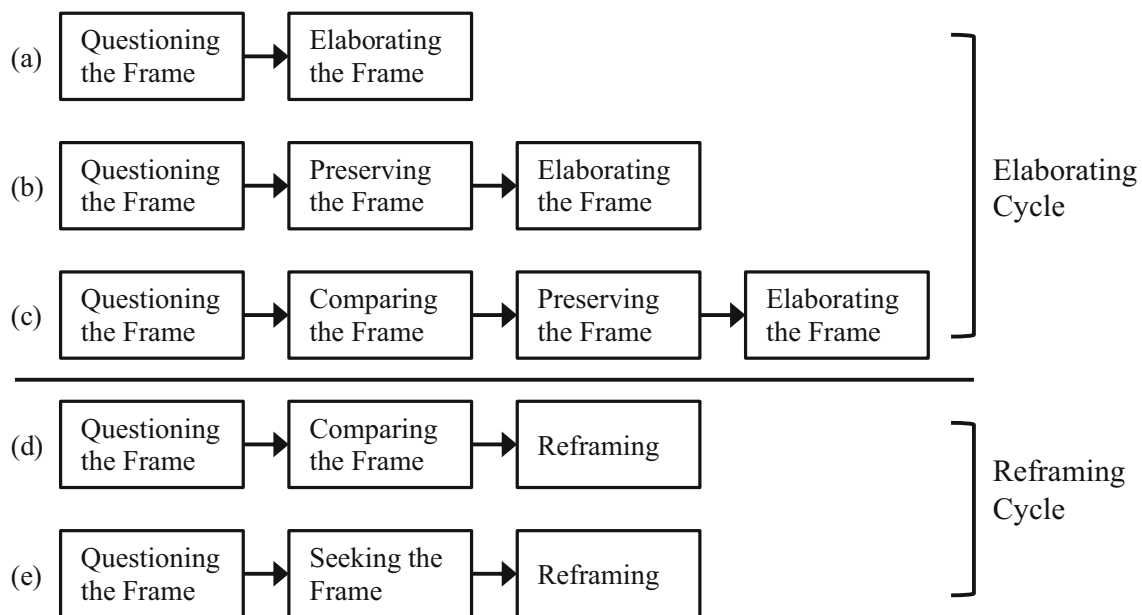 (a)
Questioning
the Frame
Elaborating
the Frame
(b)
Questioning
the Frame
Preserving
the Frame
Elaborating
the Frame
(c)
Questioning
the Frame
Comparing
the Frame
Preserving
the Frame
Elaborating
the Frame
Elaborating
Cycle
(d)
Questioning
the Frame
Comparing
the Frame
Reframing
(e)
Questioning
the Frame
Seeking the
Frame
Reframing
Reframing
Cycle